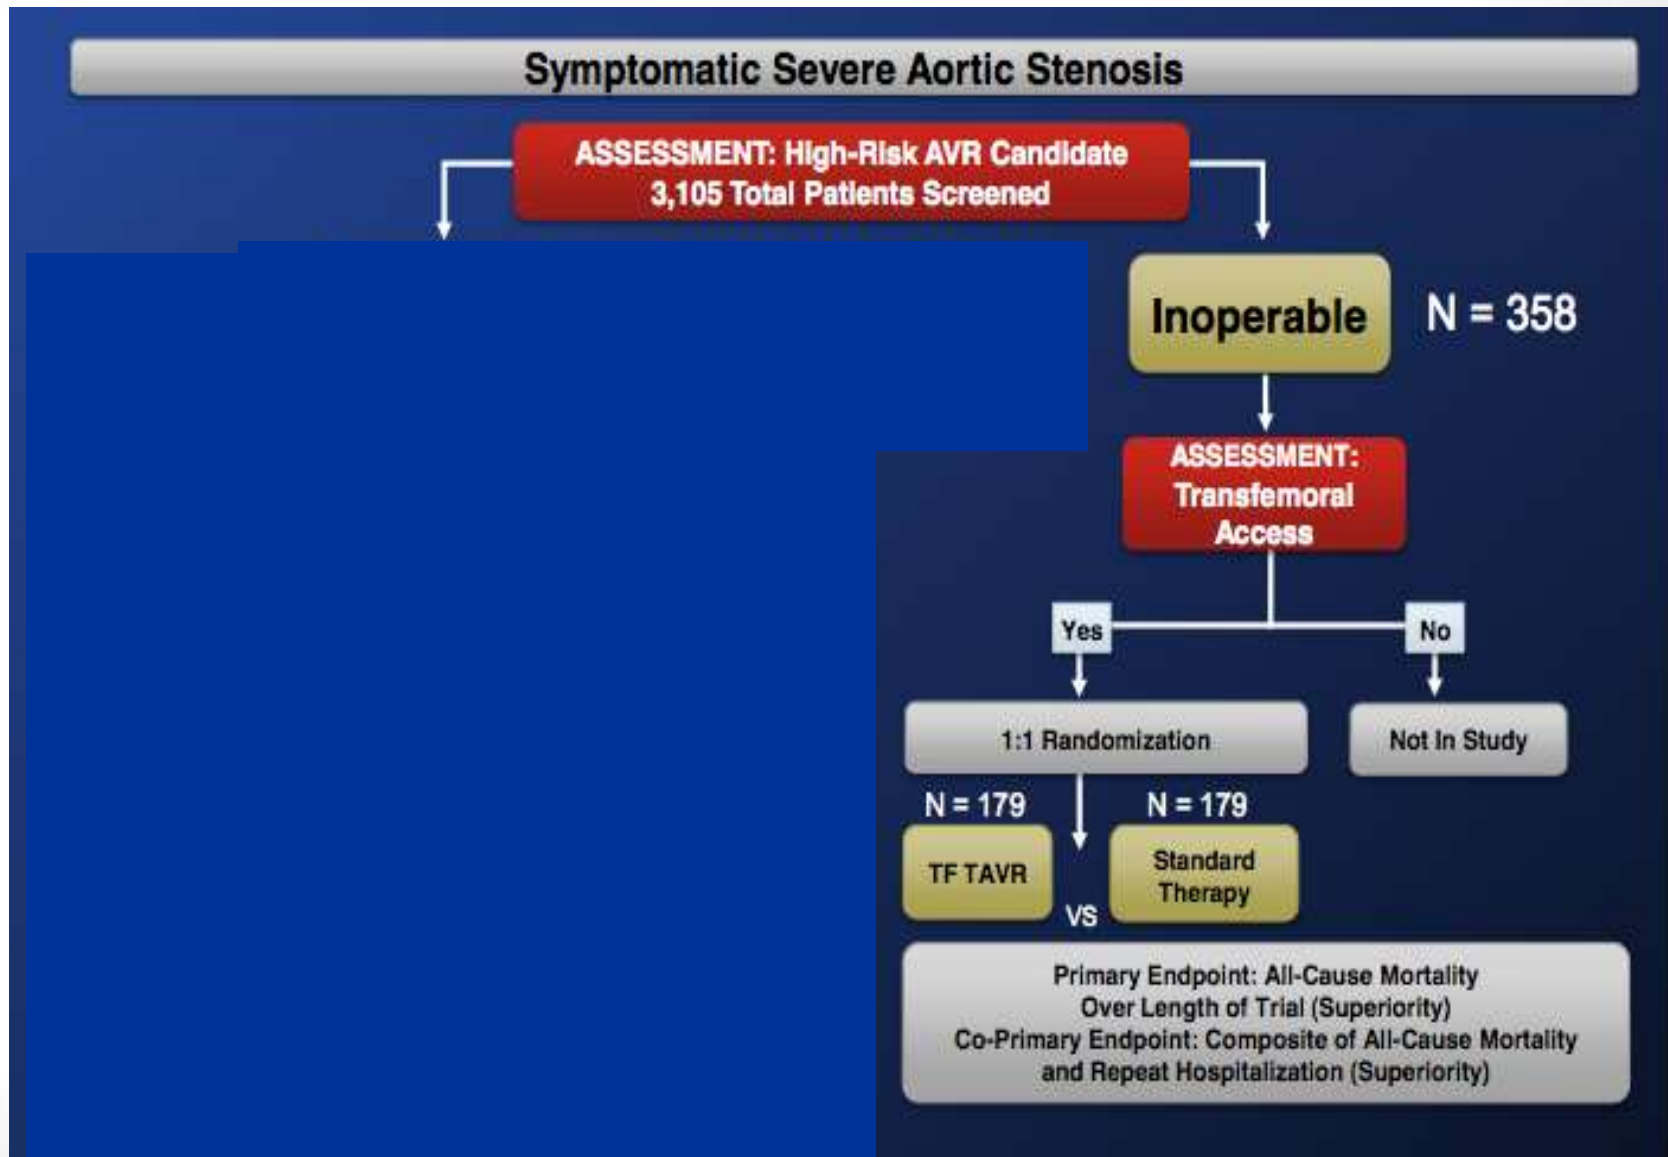 Symptomatic Severe Aortic Stenosis
ASSESSMENT: High-Risk AVR Candidate
3,105 Total Patients Screened
Inoperable
N = 358
ASSESSMENT:
Transfemoral
Access
Yes
No
1:1 Randomization
Not In Study
N = 179
N = 179
TF TAVR
Standard
Therapy
VS
Primary Endpoint: All-Cause Mortality
Over Length of Trial (Superiority)
Co-Primary Endpoint: Composite of All-Cause Mortality
and Repeat Hospitalization (Superiority)